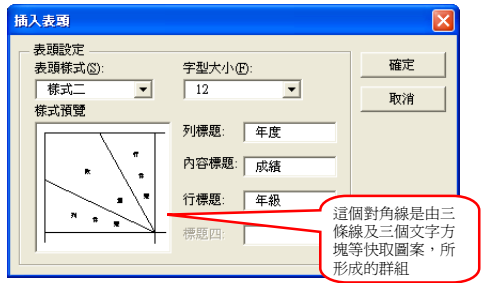 插入表頭
表頭設定
表頭樣式(S):
樣式二
字型大小(F):
12
確定
取消
樣式預覽
列標題: 年度
內容標題: 成績
行標題: 年級
標題四:
這個對角線是由三
條線及三個文字方
塊等快取圖案，所
形成的群組